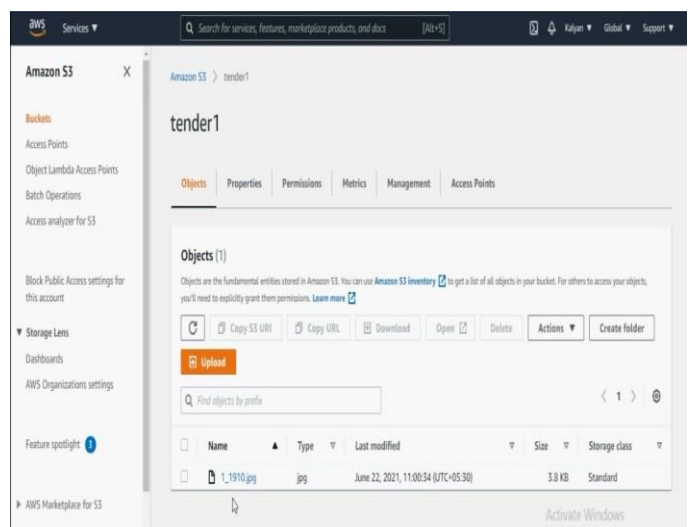 aws
Services ▼
Search for services, features, marketplace products, and docs
[Alt+S]
Kalyan ▼
Global ▼
Support ▼
Amazon S3
X
Buckets
Access Points
Object Lambda Access Points
Batch Operations
Access analyzer for S3
Block Public Access settings for
this account
▼ Storage Lens
Dashboards
AWS Organizations settings
Feature spotlight 3
▶ AWS Marketplace for S3
Amazon S3 > tender1
tender1
Objects
Properties
Permissions
Metrics
Management
Access Points
Objects (1)
Objects are the fundamental entities stored in Amazon S3. You can use Amazon S3 inventory to get a list of all objects in your bucket. For others to access your objects,
you'll need to explicitly grant them permissions. Learn more
Copy S3 URI
Copy URL
Download
Open
Delete
Actions ▼
Create folder
Upload
Find objects by prefix
< 1 >
Name ▲
Type ▼
Last modified ▼
Size ▼
Storage class ▼
1_1910.jpg
jpg
June 22, 2021, 11:00:34 (UTC+05:30)
3.8 KB
Standard
Activate Windows